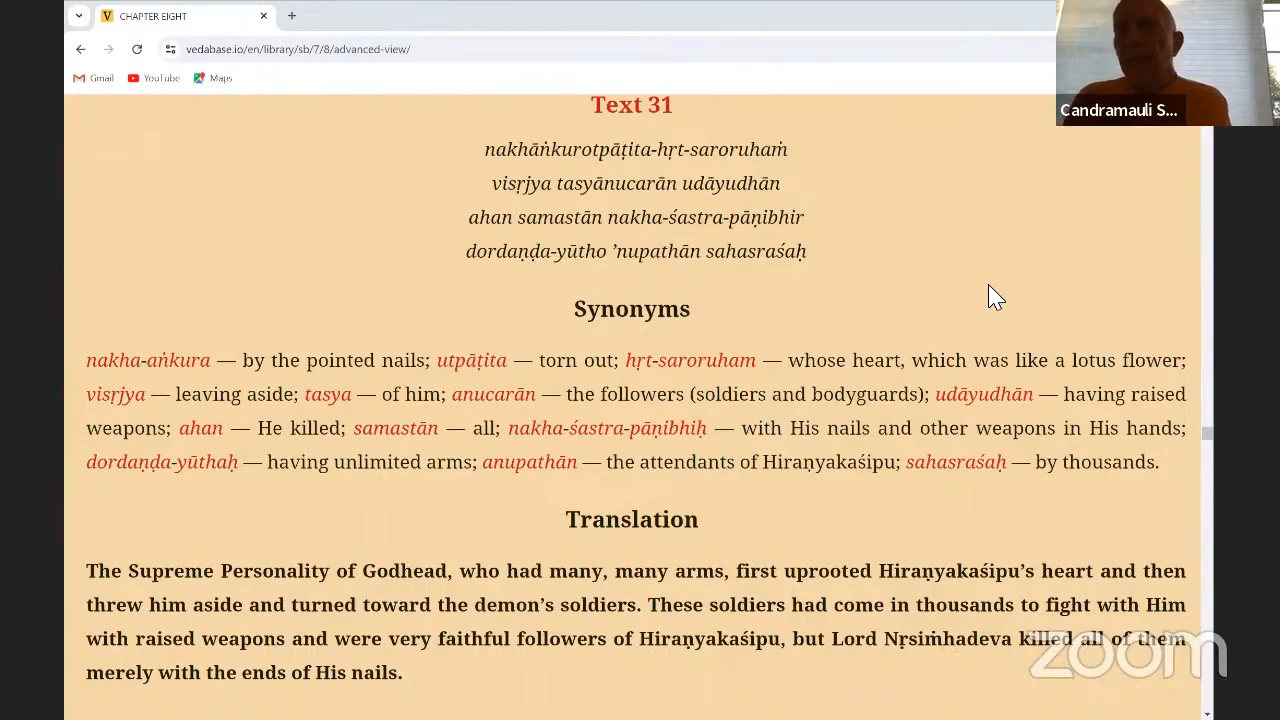 CHAPTER EIGHT
vedabase.io/en/library/sb/7/8/advanced-view/
Gmail YouTube Maps
Candramauli S...
Text 31
nakhāṅkurotpāṭita-hṛt-saroruhaṁ
visṛjya tasyānucarān udāyudhān
ahan samastān nakha-śastra-pāṇibhir
dordaṇḍa-yūtho ’nupathān sahasraśaḥ
Synonyms
nakha-aṅkura — by the pointed nails; utpāṭita — torn out; hṛt-saroruham — whose heart, which was like a lotus flower;
visṛjya — leaving aside; tasya — of him; anucarān — the followers (soldiers and bodyguards); udāyudhān — having raised
weapons; ahan — He killed; samastān — all; nakha-śastra-pāṇibhiḥ — with His nails and other weapons in His hands;
dordaṇḍa-yūthaḥ — having unlimited arms; anupathān — the attendants of Hiraṇyakaśipu; sahasraśaḥ — by thousands.
Translation
The Supreme Personality of Godhead, who had many, many arms, first uprooted Hiraṇyakaśipu’s heart and then
threw him aside and turned toward the demon’s soldiers. These soldiers had come in thousands to fight with Him
with raised weapons and were very faithful followers of Hiraṇyakaśipu, but Lord Nṛsiṁhadeva killed all of them
merely with the ends of His nails.
zoom